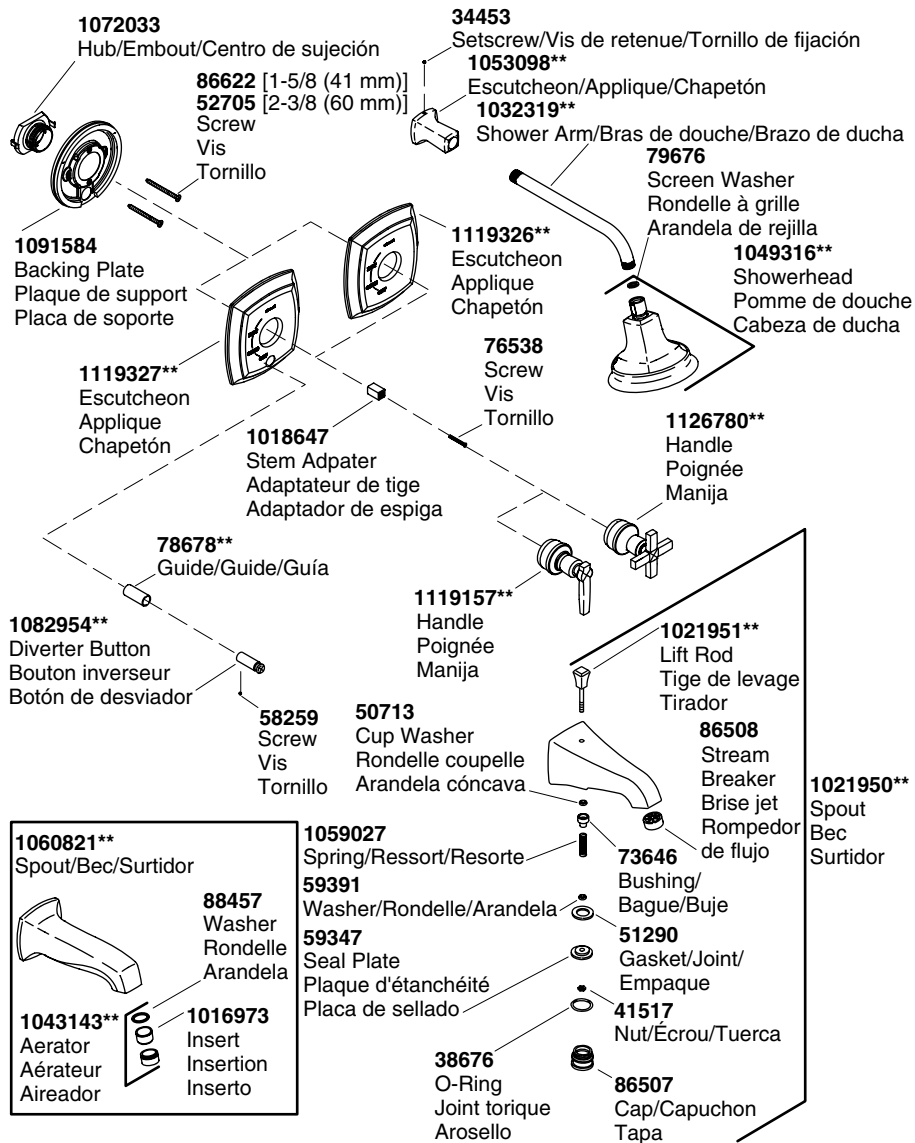 1072033
Hub/Embout/Centro de sujeción
86622 [1-5/8 (41 mm)]
52705 [2-3/8 (60 mm)]
Screw
Vis
Tornillo
34453
Setscrew/Vis de retenue/Tornillo de fijación
1053098**
Escutcheon/Applique/Chapetón
1032319**
Shower Arm/Bras de douche/Brazo de ducha
79676
Screen Washer
Rondelle à grille
Arandela de rejilla
1049316**
Showerhead
Pomme de douche
Cabeza de ducha
1091584
Backing Plate
Plaque de support
Placa de soporte
1119326**
Escutcheon
Applique
Chapetón
1119327**
Escutcheon
Applique
Chapetón
76538
Screw
Vis
Tornillo
1018647
Stem Adpater
Adaptateur de tige
Adaptador de espiga
1126780**
Handle
Poignée
Manija
78678**
Guide/Guide/Guía
1119157**
Handle
Poignée
Manija
1082954**
Diverter Button
Bouton inverseur
Botón de desviador
58259
Screw
Vis
Tornillo
1021951**
Lift Rod
Tige de levage
Tirador
50713
Cup Washer
Rondelle coupelle
Arandela cóncava
86508
Stream
Breaker
Brise jet
Rompedor
de flujo
1021950**
Spout
Bec
Surtidor
1059027
Spring/Ressort/Resorte
73646
Bushing/
Bague/Buje
59391
Washer/Rondelle/Arandela
51290
Gasket/Joint/
Empaque
59347
Seal Plate
Plaque d'étanchéité
Placa de sellado
41517
Nut/Écrou/Tuerca
38676
O-Ring
Joint torique
Arosello
86507
Cap/Capuchon
Tapa
1060821**
Spout/Bec/Surtidor
88457
Washer
Rondelle
Arandela
1043143**
Aerator
Aérateur
Aireador
1016973
Insert
Insertion
Inserto